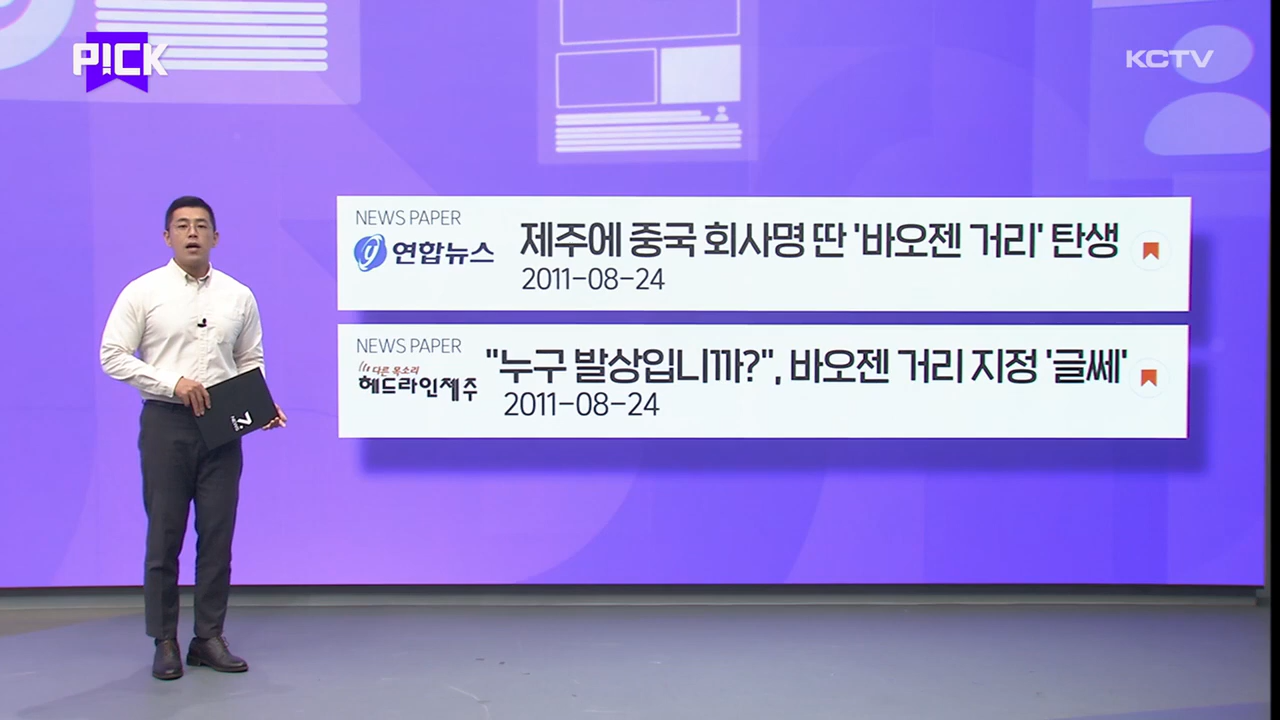 P!CK
KCTV
NEWS PAPER
연합뉴스
제주에 중국 회사명 딴 '바오젠 거리' 탄생
2011-08-24
NEWS PAPER
다른 목소리
헤드라인제주
"누구 발상입니까?", 바오젠 거리 지정 '글쎄'
2011-08-24
7